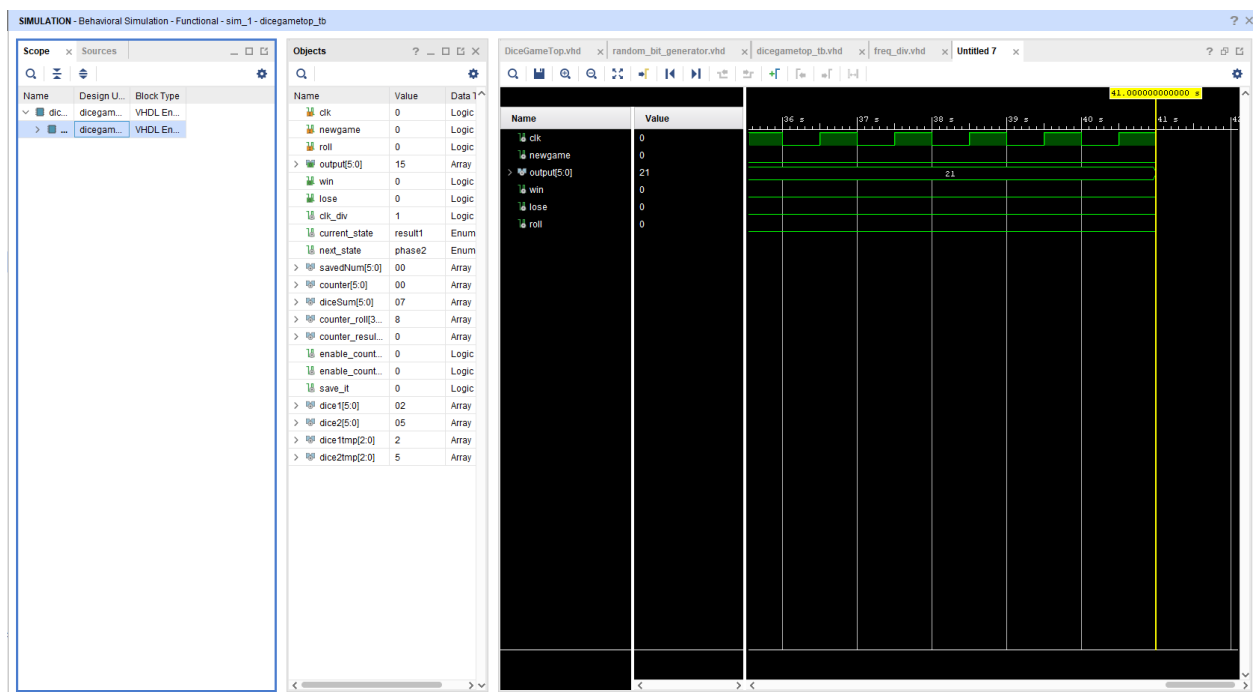 SIMULATION - Behavioral Simulation - Functional - sim_1 - dicegametop_tb
Scope Sources
Name Design U... Block Type
dic... dicegam... VHDL En...
... dicegam... VHDL En...
Objects
Name Value Data T
clk 0 Logic
newgame 0 Logic
roll 0 Logic
output[5:0] 15 Array
win 0 Logic
lose 0 Logic
clk_div 1 Logic
current_state result1 Enum
next_state phase2 Enum
savedNum[5:0] 00 Array
counter[5:0] 00 Array
diceSum[5:0] 07 Array
counter_roll[3... 8 Array
counter_resul... 0 Array
enable_count... 0 Logic
enable_count... 0 Logic
save_it 0 Logic
dice1[5:0] 02 Array
dice2[5:0] 05 Array
dice1tmp[2:0] 2 Array
dice2tmp[2:0] 5 Array
DiceGameTop.vhd random_bit_generator.vhd dicegametop_tb.vhd freq_div.vhd Untitled 7
41.000000000000 s
Name Value
36 s 37 s 38 s 39 s 40 s 41 s 42
clk 0
newgame 0
output[5:0] 21 21
win 0
lose 0
roll 0